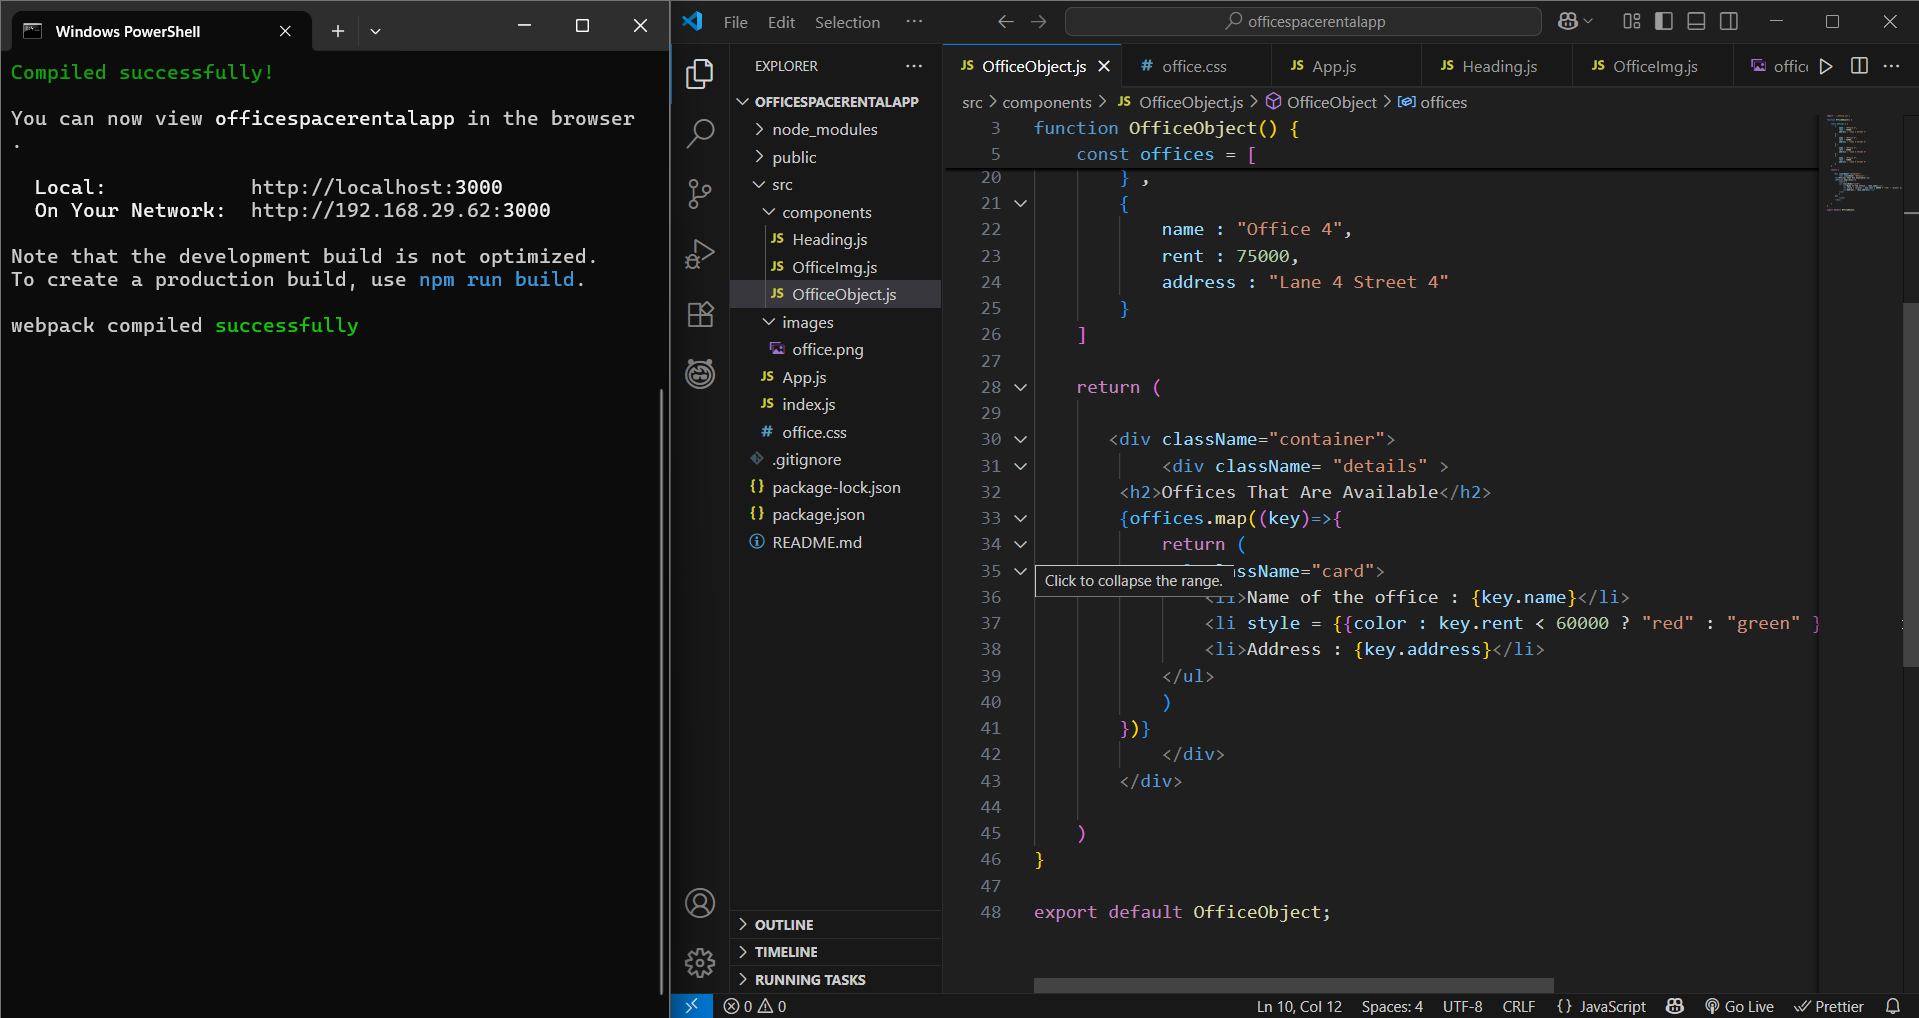 Windows PowerShell
Compiled successfully!
You can now view officespacerentalapp in the browser
.
Local: http://localhost:3000
On Your Network: http://192.168.29.62:3000
Note that the development build is not optimized.
To create a production build, use npm run build.
webpack compiled successfully
File Edit Selection ···
officespacerentalapp
EXPLORER ···
OFFICESPACERENTALAPP
node_modules
public
src
components
JS Heading.js
JS OfficeImg.js
JS OfficeObject.js
images
office.png
JS App.js
JS index.js
# office.css
.gitignore
{} package-lock.json
{} package.json
README.md
OUTLINE
TIMELINE
RUNNING TASKS
JS OfficeObject.js # office.css JS App.js JS Heading.js JS OfficeImg.js offic ···
src > components > JS OfficeObject.js > OfficeObject > offices
3 function OfficeObject() {
5 const offices = [
20 } ,
21 {
22 name : "Office 4",
23 rent : 75000,
24 address : "Lane 4 Street 4"
25 }
26 ]
27
28 return (
29
30 <div className="container">
31 <div className= "details" >
32 <h2>Offices That Are Available</h2>
33 {offices.map((key)=>{
34 return (
35 ssName="card">
Click to collapse the range.
36 <li>Name of the office : {key.name}</li>
37 <li style = {{color : key.rent < 60000 ? "red" : "green" }
38 <li>Address : {key.address}</li>
39 </ul>
40 )
41 })}
42 </div>
43 </div>
44
45 )
46 }
47
48 export default OfficeObject;
0 0 Ln 10, Col 12 Spaces: 4 UTF-8 CRLF {} JavaScript Go Live Prettier